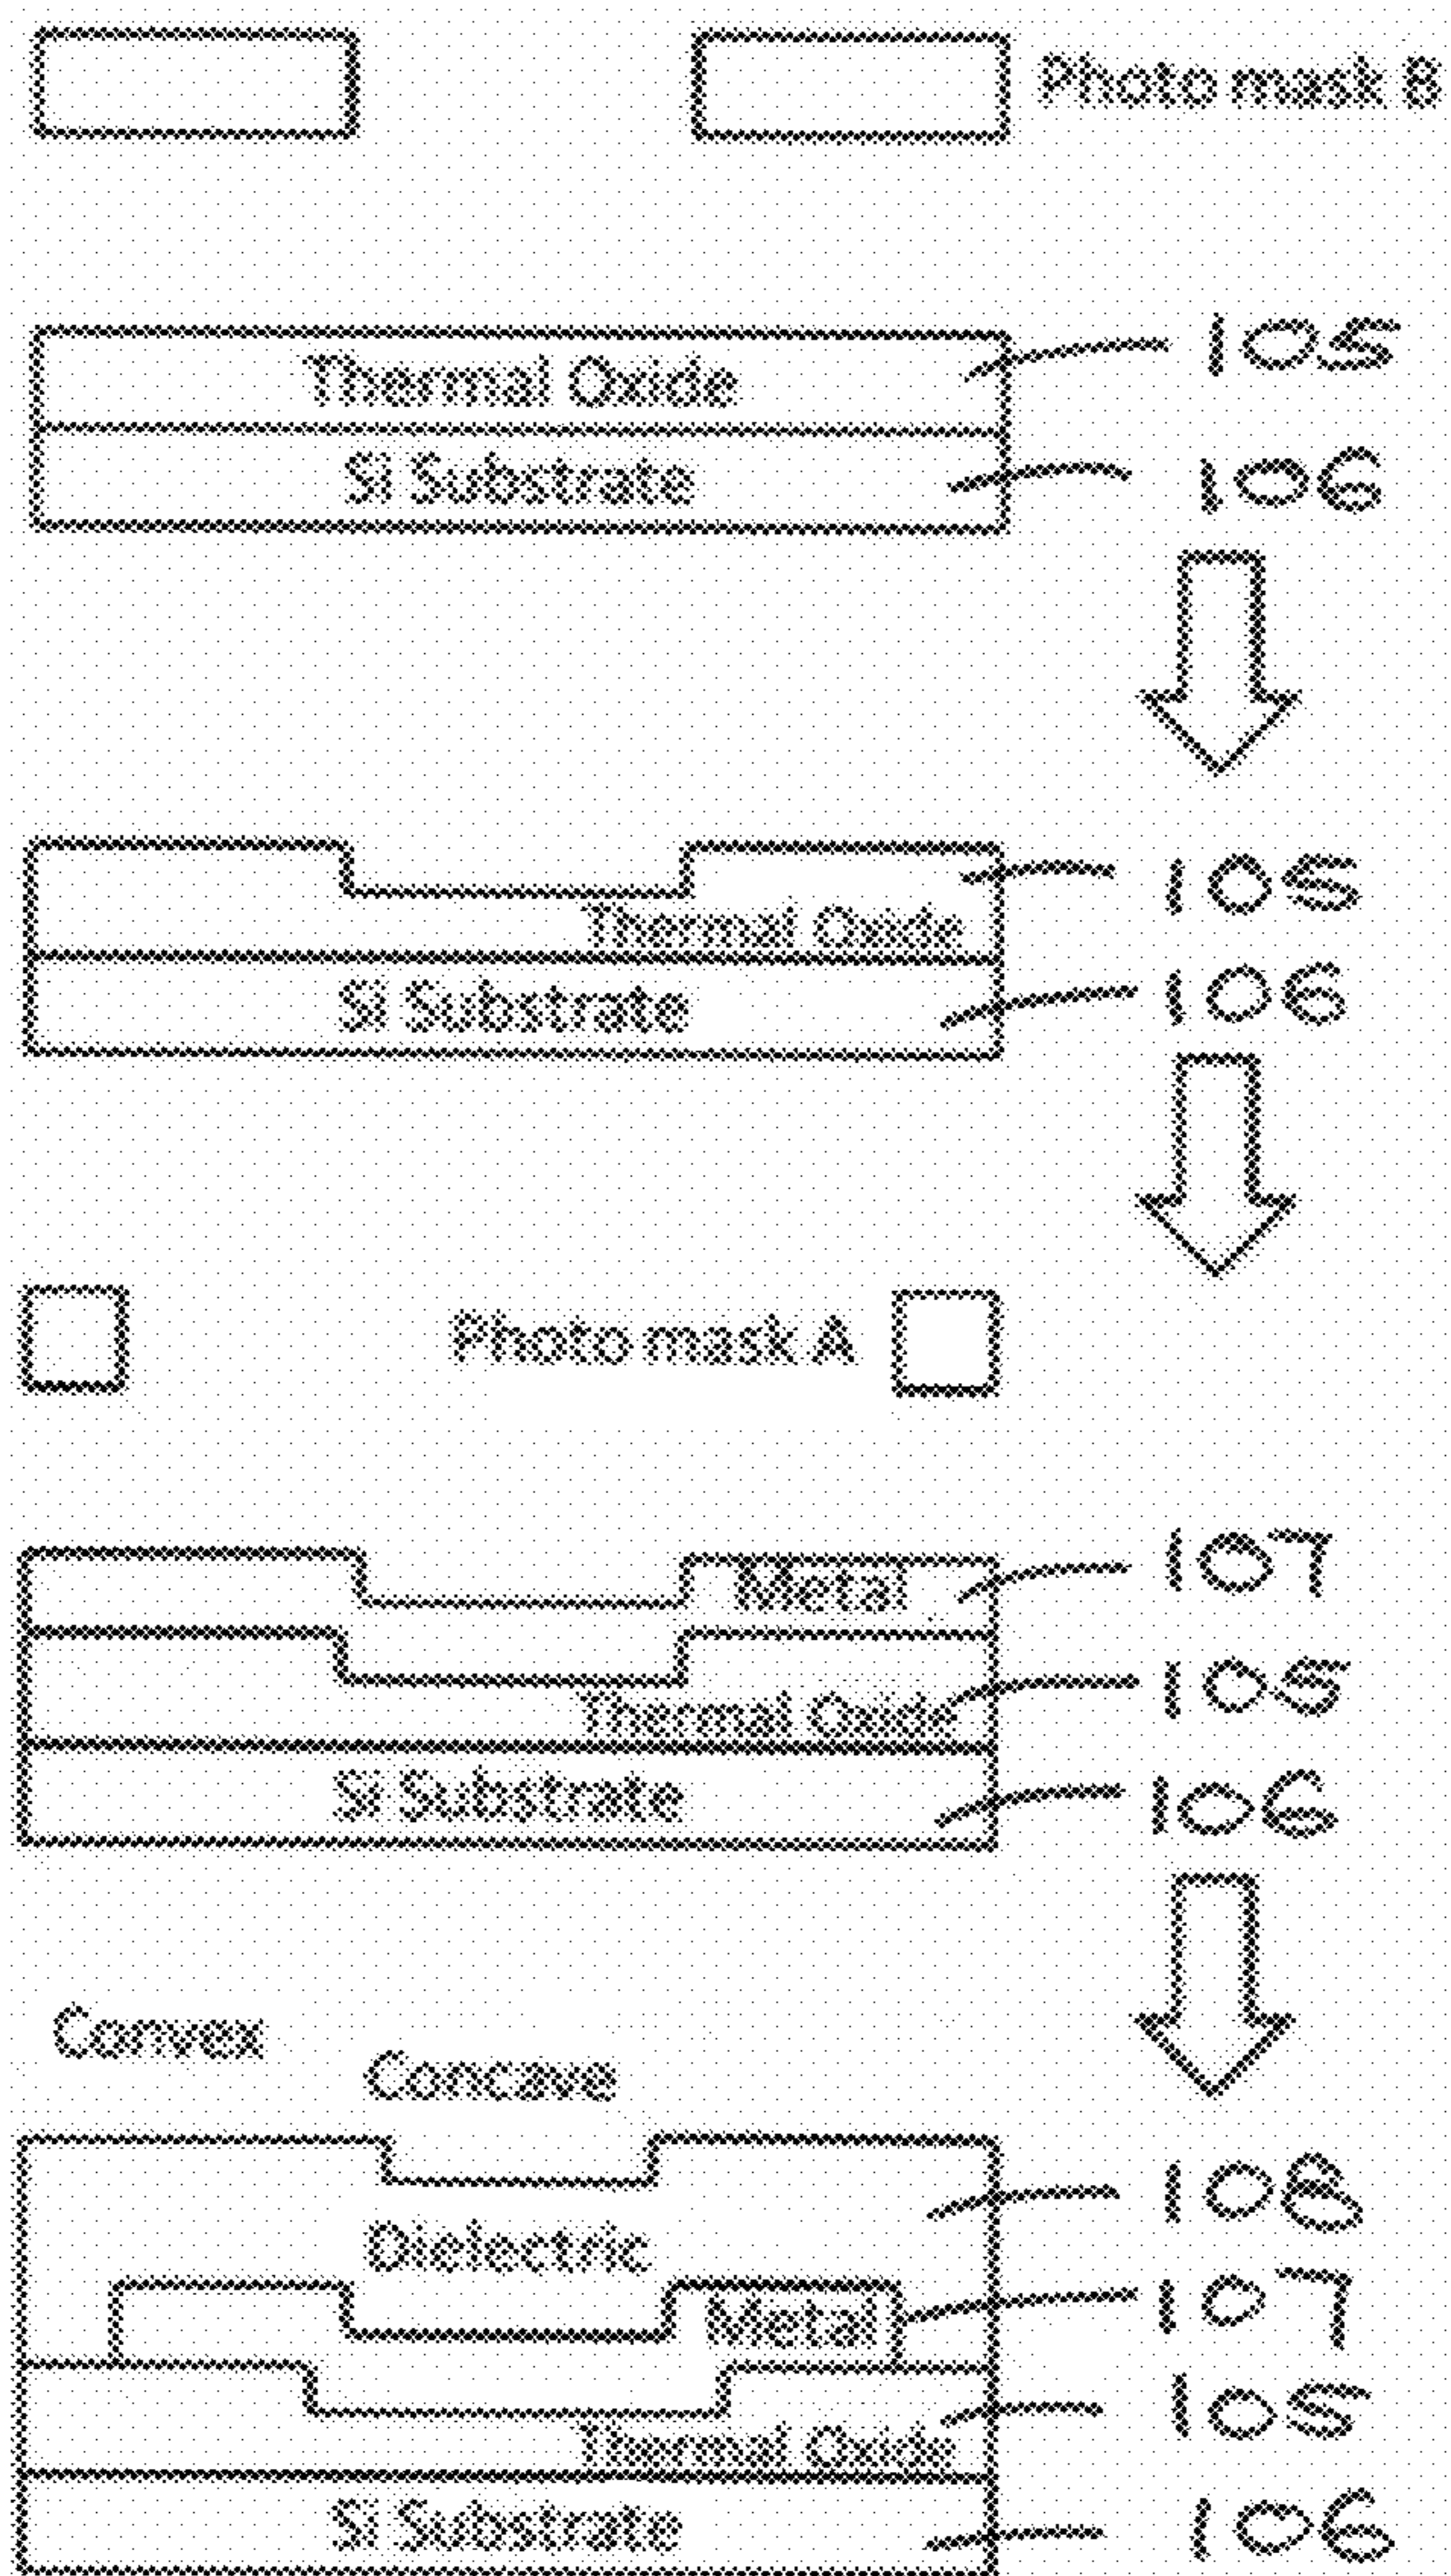 Photo mask B
Thermal Oxide 105
Si Substrate 106
105
Thermal Oxide
Si Substrate 106
Photo mask A
Metal 107
Thermal Oxide 105
Si Substrate 106
Convex
Concave
108
Dielectric
Metal 107
105
Thermal Oxide
Si Substrate 106